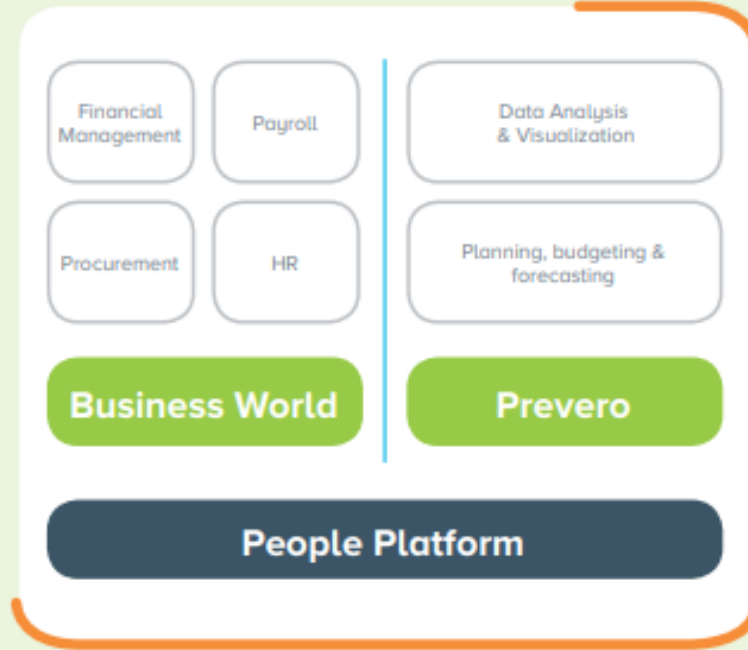 Financial
Management
Payroll
Data Analysis
& Visualization
Procurement
HR
Planning, budgeting &
forecasting
Business World
Prevero
People Platform